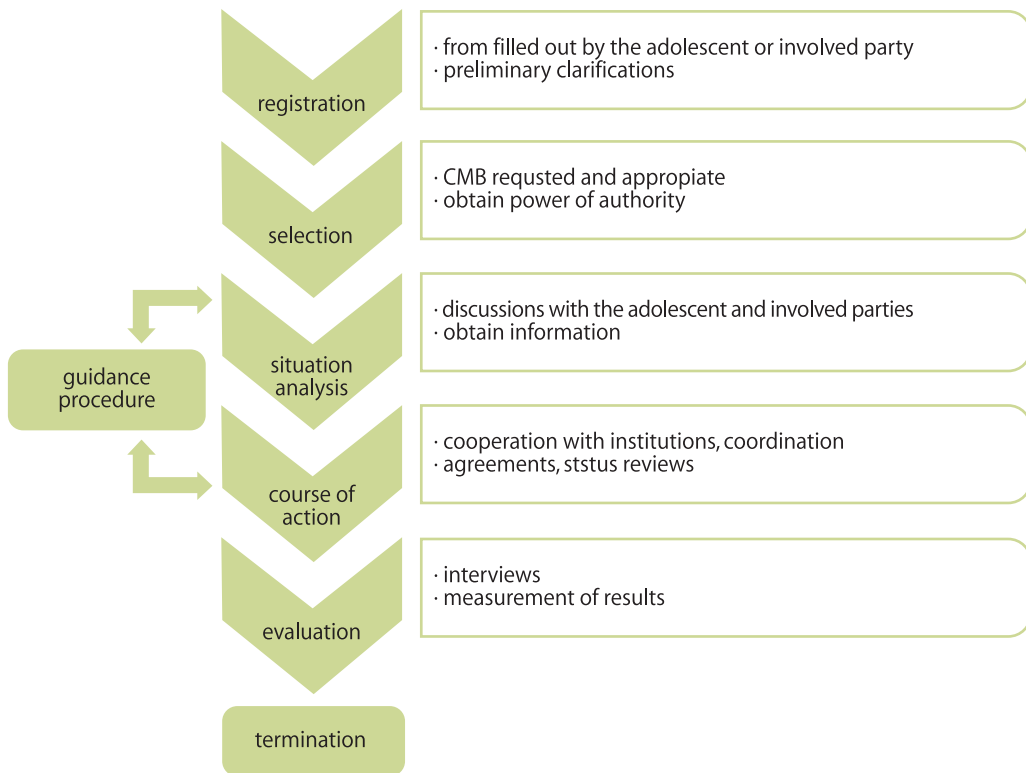 registration
· from filled out by the adolescent or involved party
· preliminary clarifications
selection
· CMB requsted and appropiate
· obtain power of authority
guidance
procedure
situation
analysis
· discussions with the adolescent and involved parties
· obtain information
course of
action
· cooperation with institutions, coordination
· agreements, ststus reviews
evaluation
· interviews
· measurement of results
termination